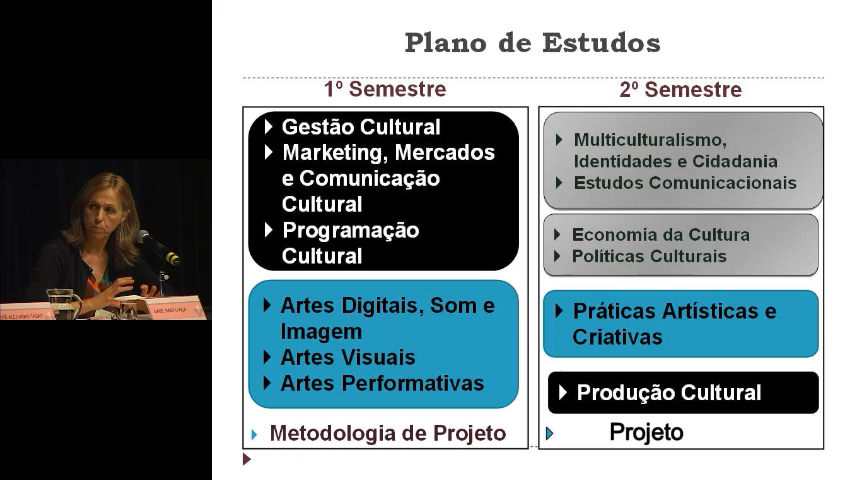 Plano de Estudos
1º Semestre
Gestão Cultural
Marketing, Mercados
e Comunicação
Cultural
Programação
Cultural
Artes Digitais, Som e
Imagem
Artes Visuais
Artes Performativas
Metodologia de Projeto
2º Semestre
Multiculturalismo,
Identidades e Cidadania
Estudos Comunicacionais
Economia da Cultura
Políticas Culturais
Práticas Artísticas e
Criativas
Produção Cultural
Projeto